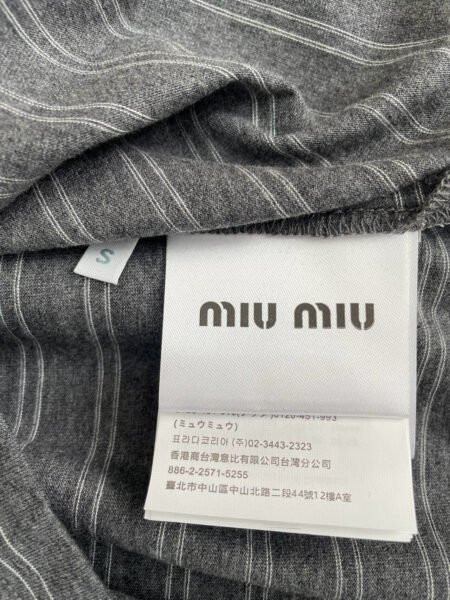 S
miu miu
0120-451-993
(ミュウミュウ)
프라다코리아 (주)02-3443-2323
香港商台灣意比有限公司台灣分公司
886-2-2571-5255
臺北市中山區中山北路二段44號12樓A室